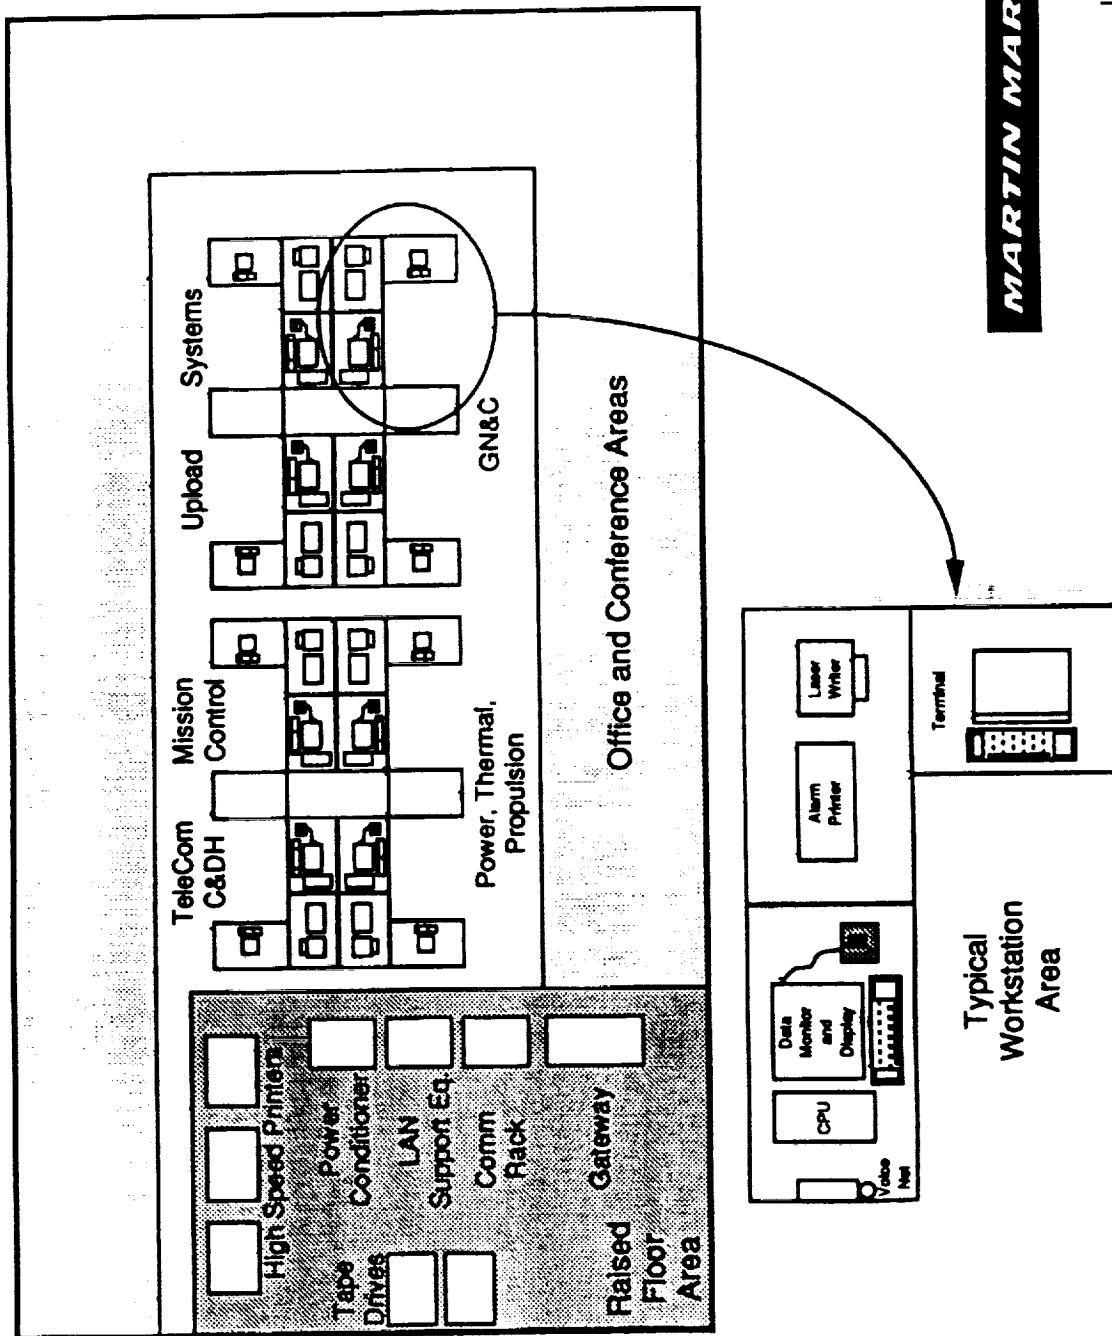 MARTIN MAR
Systems
Upload
Mission
Control
TeleCom
C&DH
GN&C
Power, Thermal,
Propulsion
Office and Conference Areas
High Speed Printers
Power
Conditioner
LAN
Support Eq.
Comm
Rack
Gateway
Tape
Drives
Raised
Floor
Area
Laser
Writer
Alarm
Printer
Terminal
Data
Monitor
and
Display
CPU
Voice
Net
Typical
Workstation
Area